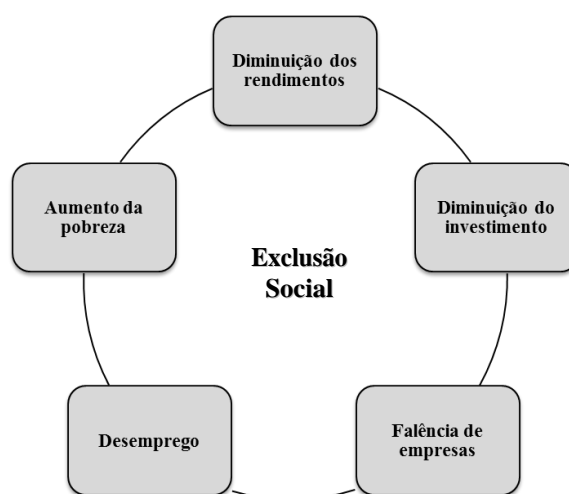 Diminuição dos
rendimentos
Aumento da
pobreza
Diminuição do
investimento
Exclusão
Social
Desemprego
Falência de
empresas